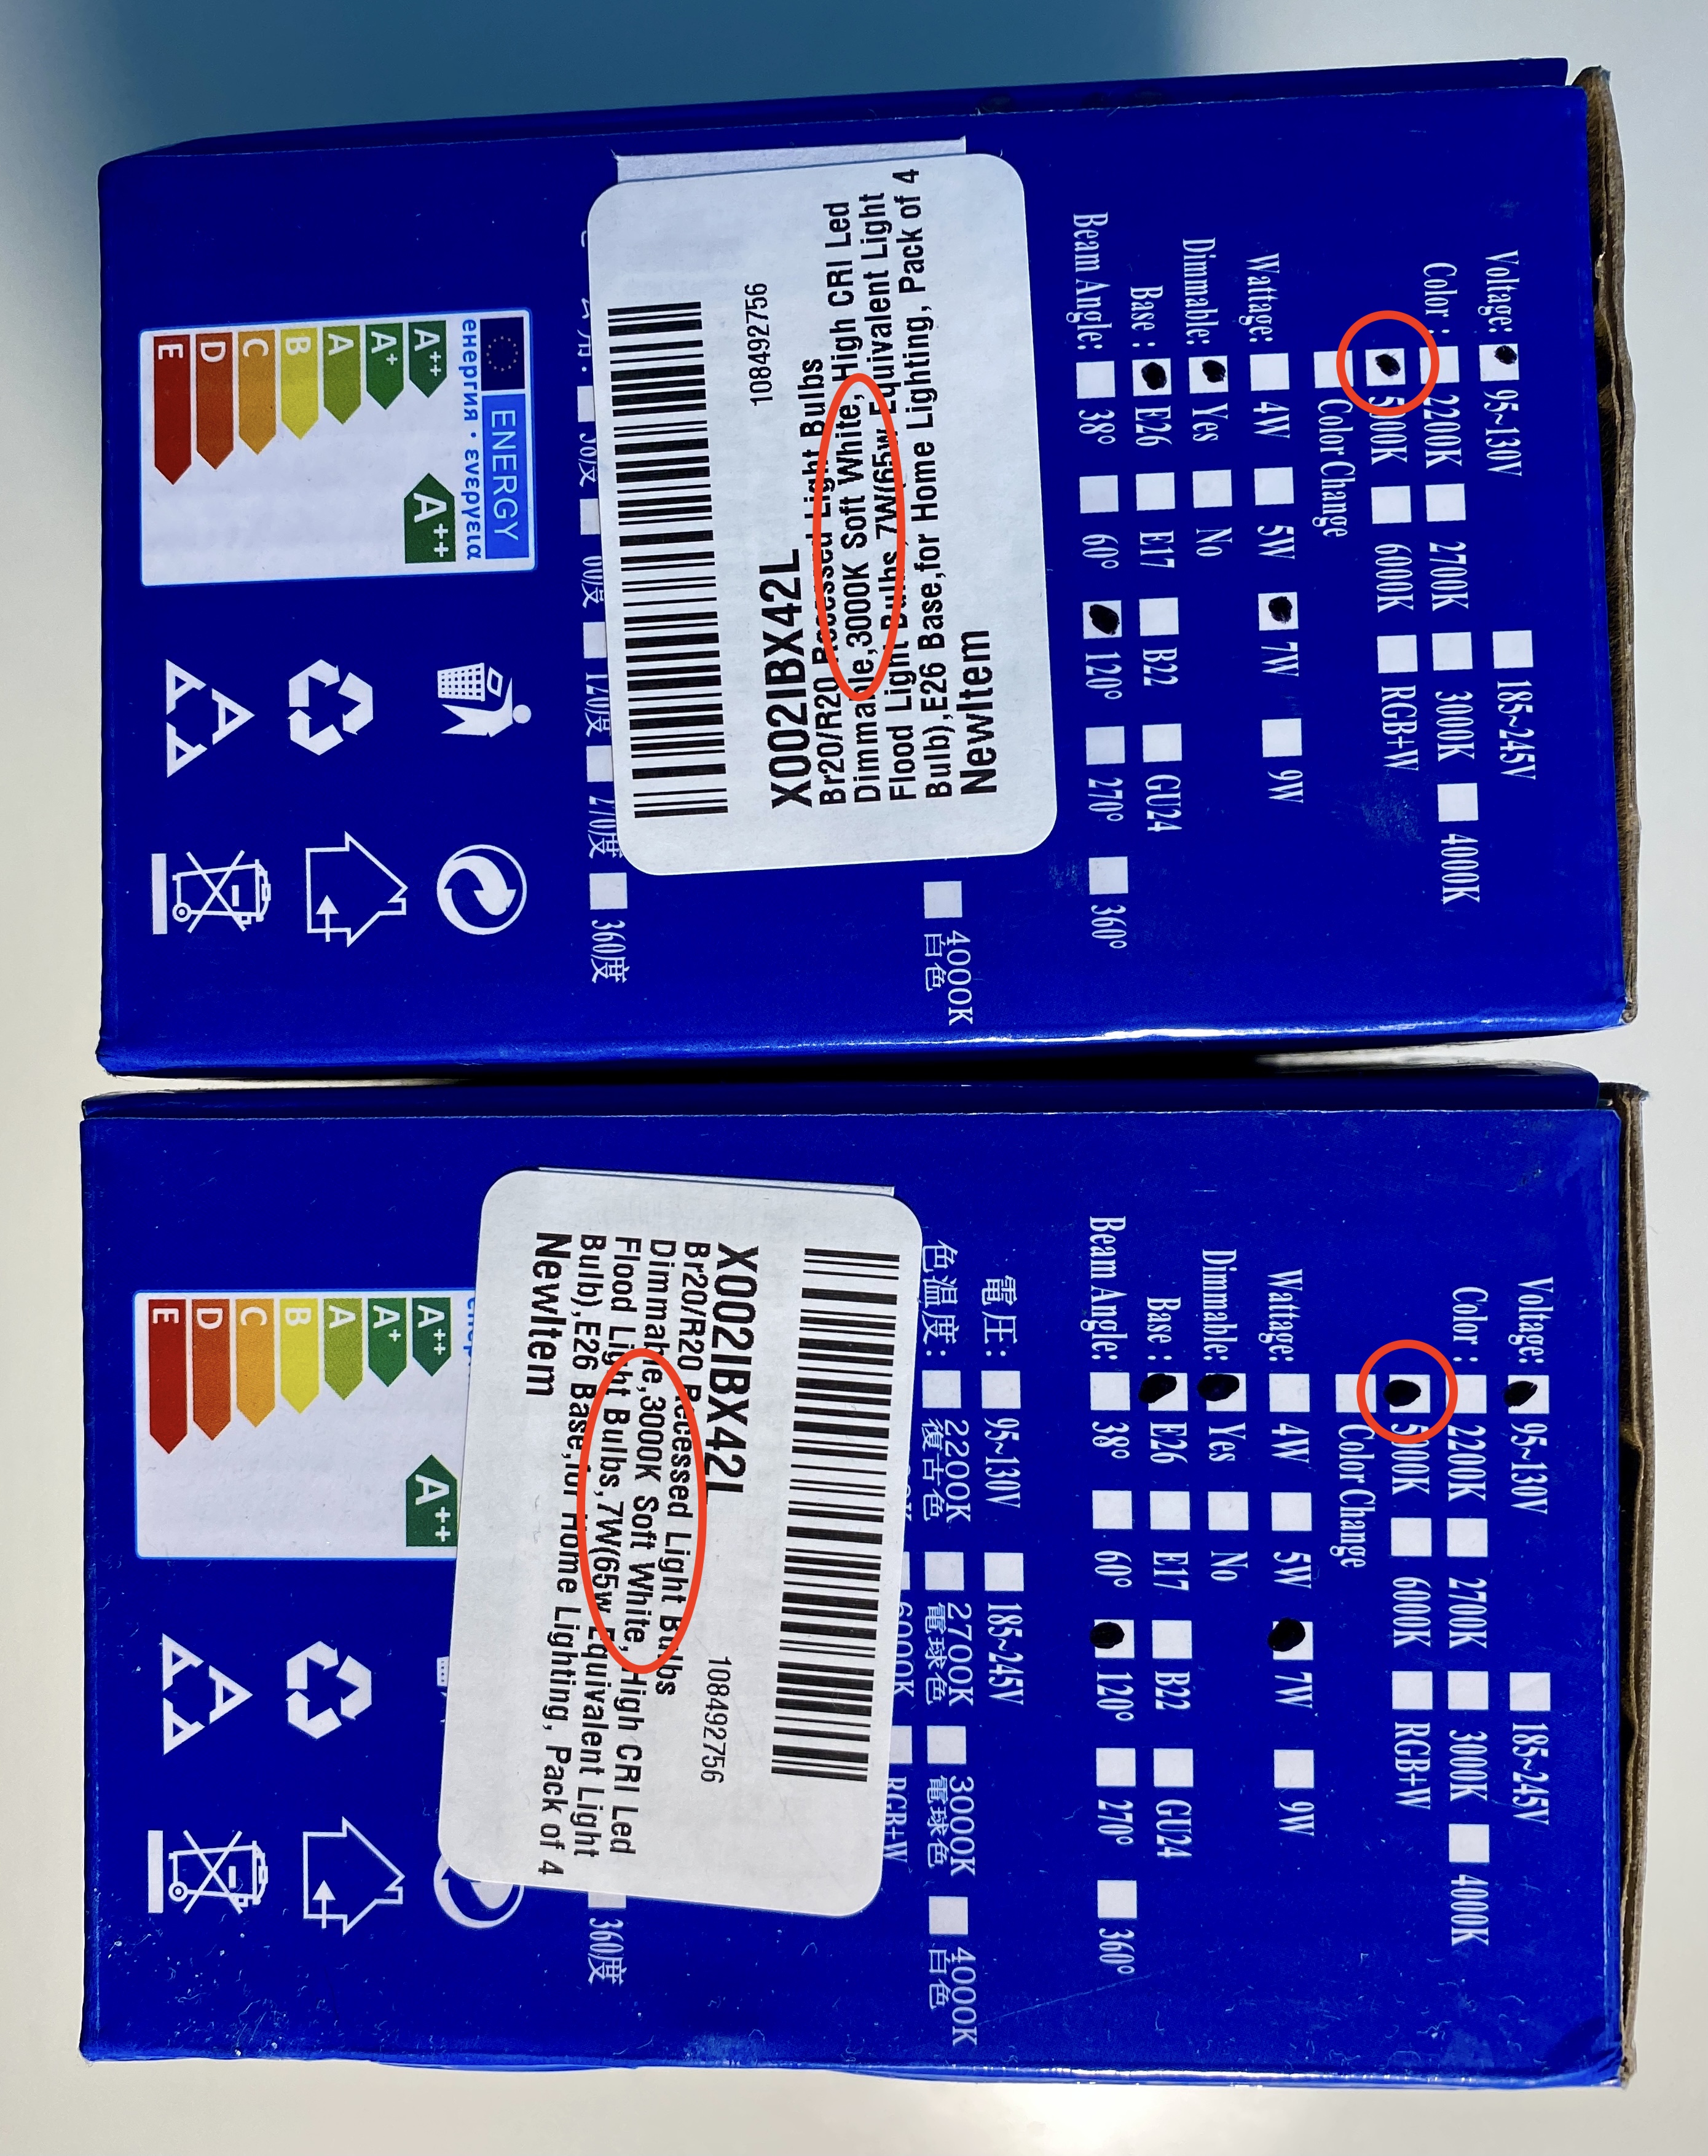 Voltage: 95~130V 185~245V
Color : 2200K 2700K 3000K 4000K
5000K 6000K RGB+W
Color Change
Wattage: 4W 5W 7W 9W
Dimmable: Yes No
Base : E26 E17 B22 GU24
Beam Angle: 38° 60° 120° 270° 360°
4000K
白色
108492756
X002IBX42L
Br20/R20 Recessed Light Bulbs
Dimmable,3000K Soft White, High CRI Led
Flood Light Bulbs,7W(65w Equivalent Light
Bulb),E26 Base,for Home Lighting, Pack of 4
NewItem
120度 270度 360度
ENERGY
енергия · ενεργεια
A++
A+
A
B
C
D
E
A++
Voltage: 95~130V 185~245V
Color : 2200K 2700K 3000K 4000K
5000K 6000K RGB+W
Color Change
Wattage: 4W 5W 7W 9W
Dimmable: Yes No
Base : E26 E17 B22 GU24
Beam Angle: 38° 60° 120° 270° 360°
電圧: 95~130V 185~245V
色温度: 2200K 2700K 3000K 4000K
復古色 電球色 電球色 白色
6000K RGB+W
108492756
X002IBX42L
Br20/R20 Recessed Light Bulbs
Dimmable,3000K Soft White, High CRI Led
Flood Light Bulbs,7W(65w Equivalent Light
Bulb),E26 Base,for Home Lighting, Pack of 4
NewItem
360度
A++
A+
A
B
C
D
E
A++